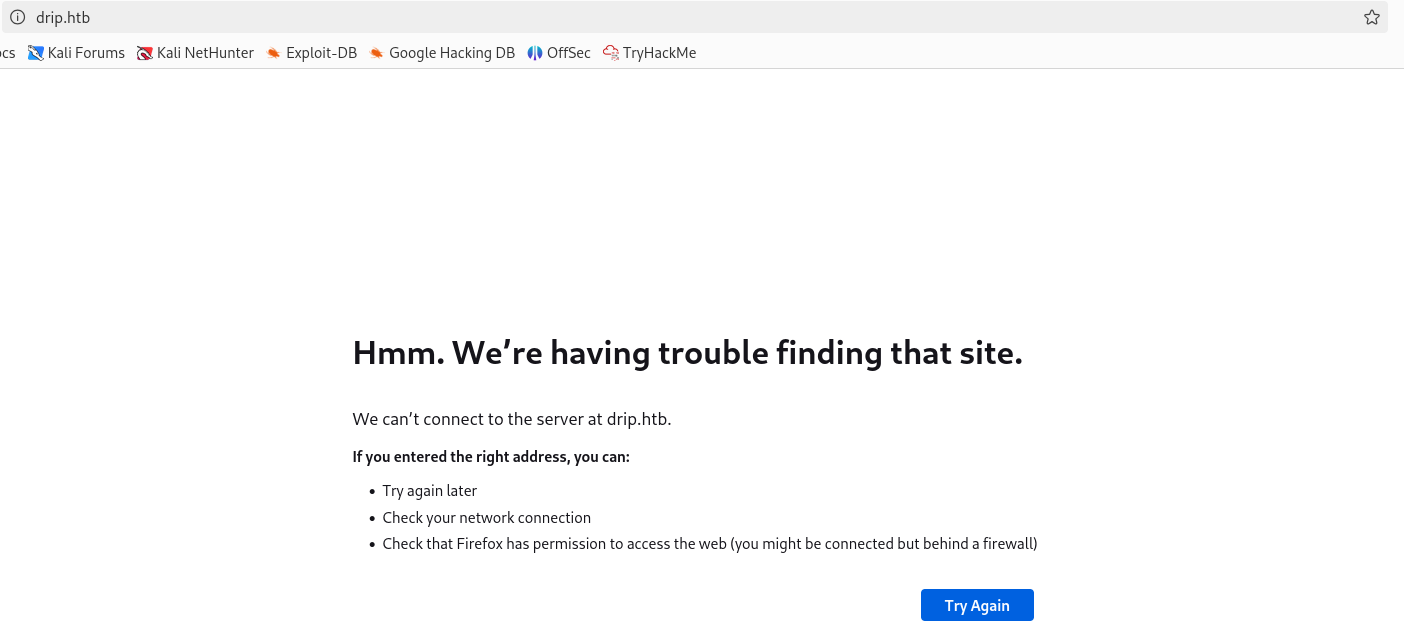 drip.htb
ocs Kali Forums Kali NetHunter Exploit-DB Google Hacking DB OffSec TryHackMe
Hmm. We’re having trouble finding that site.
We can’t connect to the server at drip.htb.
If you entered the right address, you can:
• Try again later
• Check your network connection
• Check that Firefox has permission to access the web (you might be connected but behind a firewall)
Try Again